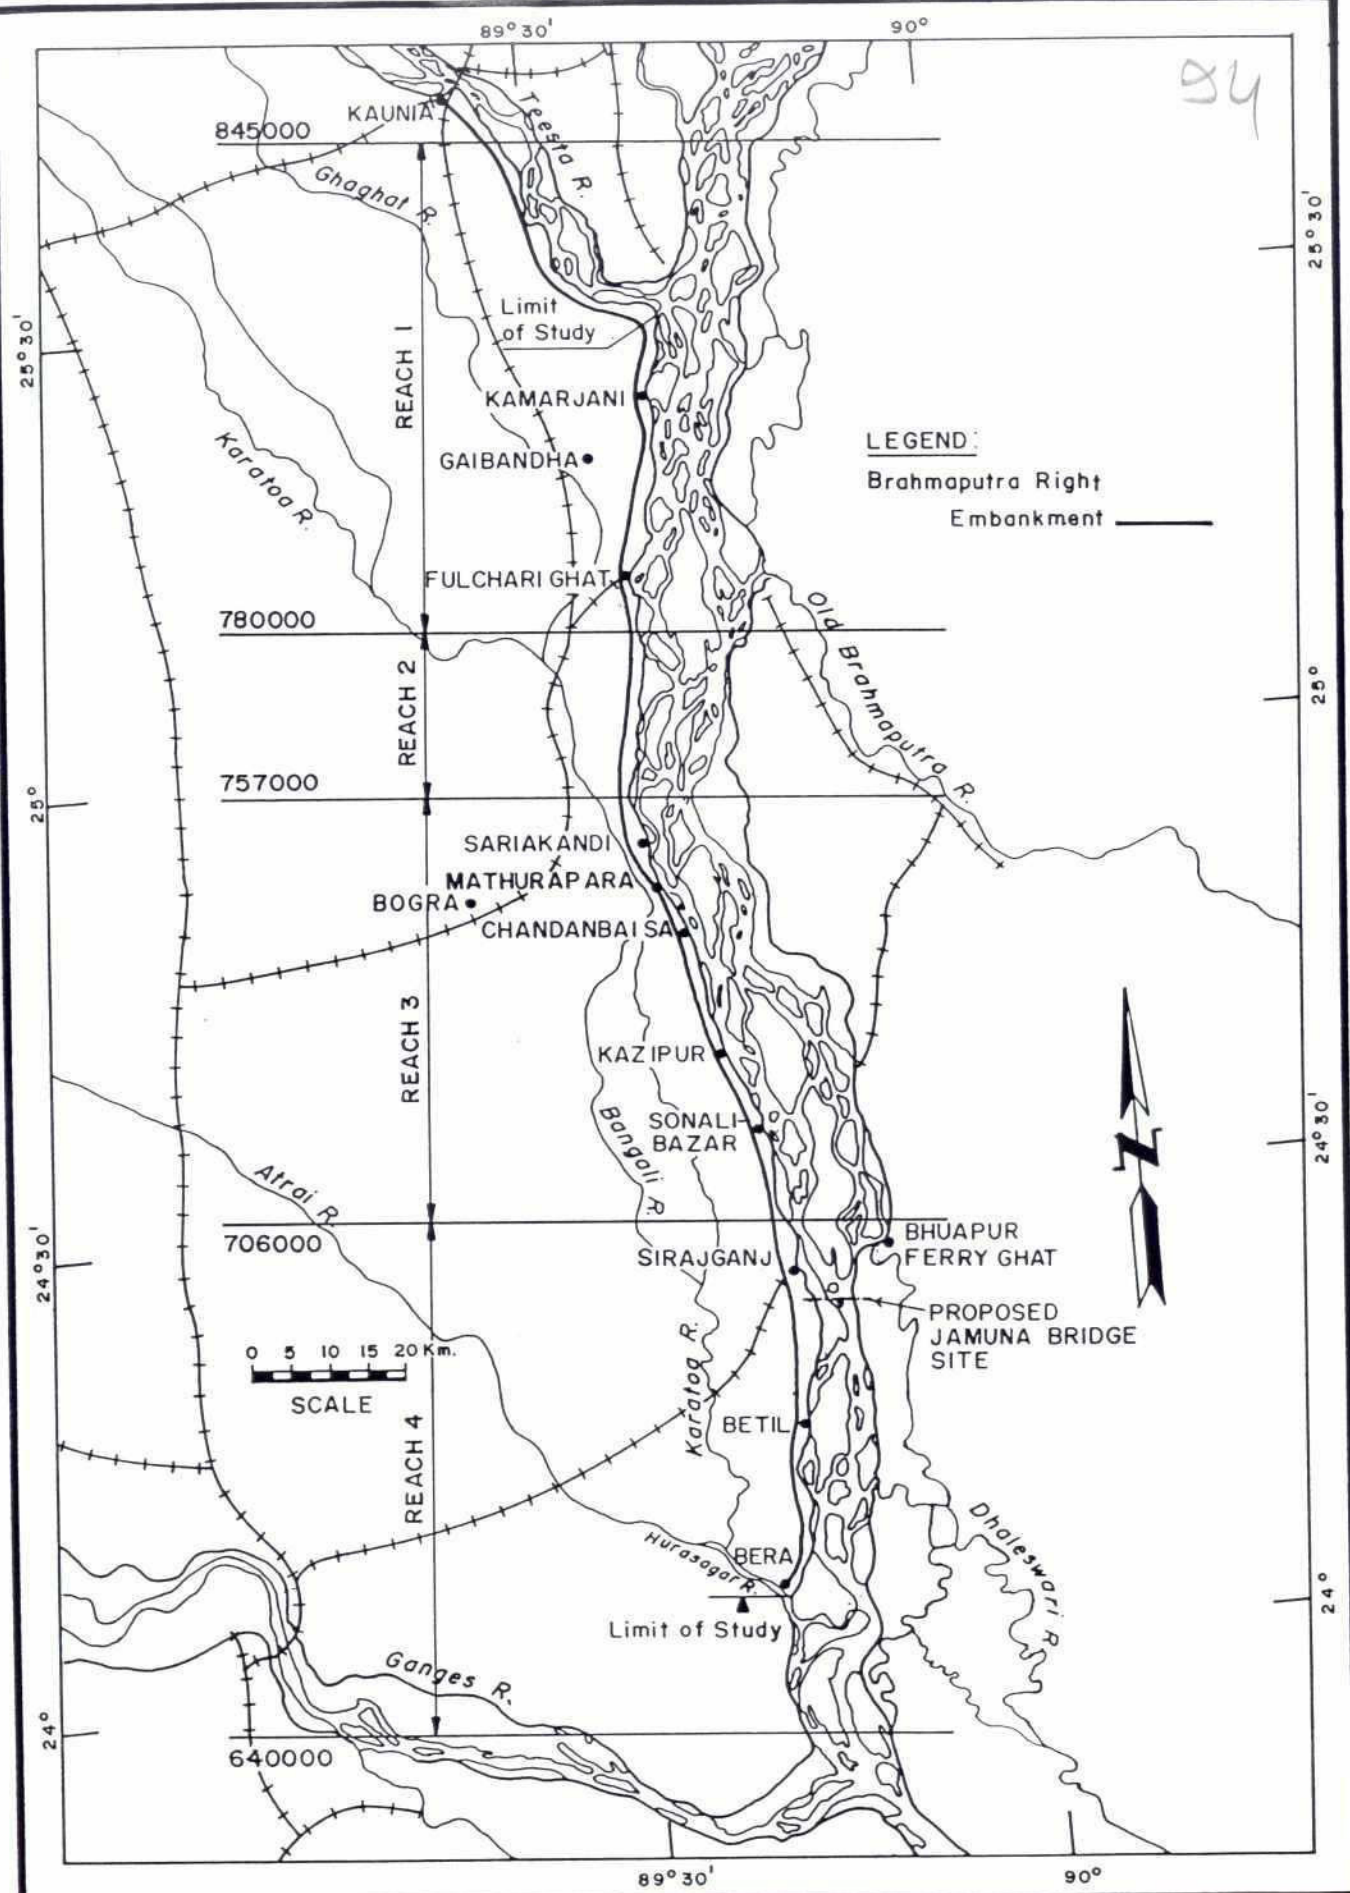 89°30'
90°
94
KAUNIA
845000
Teesta R.
Ghaghat R.
25°30'
25°30'
Limit
of Study
REACH 1
KAMARJANI
GAIBANDHA
Karatoa R.
LEGEND:
Brahmaputra Right
Embankment
FULCHARI GHAT
780000
Old Brahmaputra R.
REACH 2
25°
757000
25°
SARIAKANDI
MATHURAPARA
BOGRA
CHANDANBAISA
REACH 3
KAZIPUR
SONALI-
BAZAR
Bangali R.
N
24°30'
Atrai R.
706000
BHUAPUR
FERRY GHAT
SIRAJGANJ
24°30'
PROPOSED
JAMUNA BRIDGE
SITE
0 5 10 15 20 Km.
SCALE
Karatoa R.
BETIL
REACH 4
Dhaleswari R.
Hurasagar R.
BERA
24°
Limit of Study
Ganges R.
24°
640000
89°30'
90°